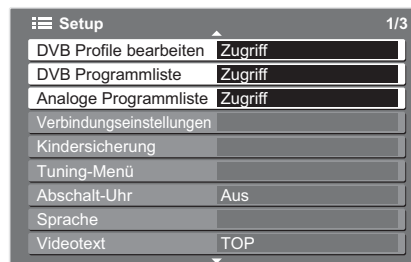 Setup 1/3
DVB Profile bearbeiten Zugriff
DVB Programmliste Zugriff
Analoge Programmliste Zugriff
Verbindungseinstellungen
Kindersicherung
Tuning-Menü
Abschalt-Uhr Aus
Sprache
Videotext TOP